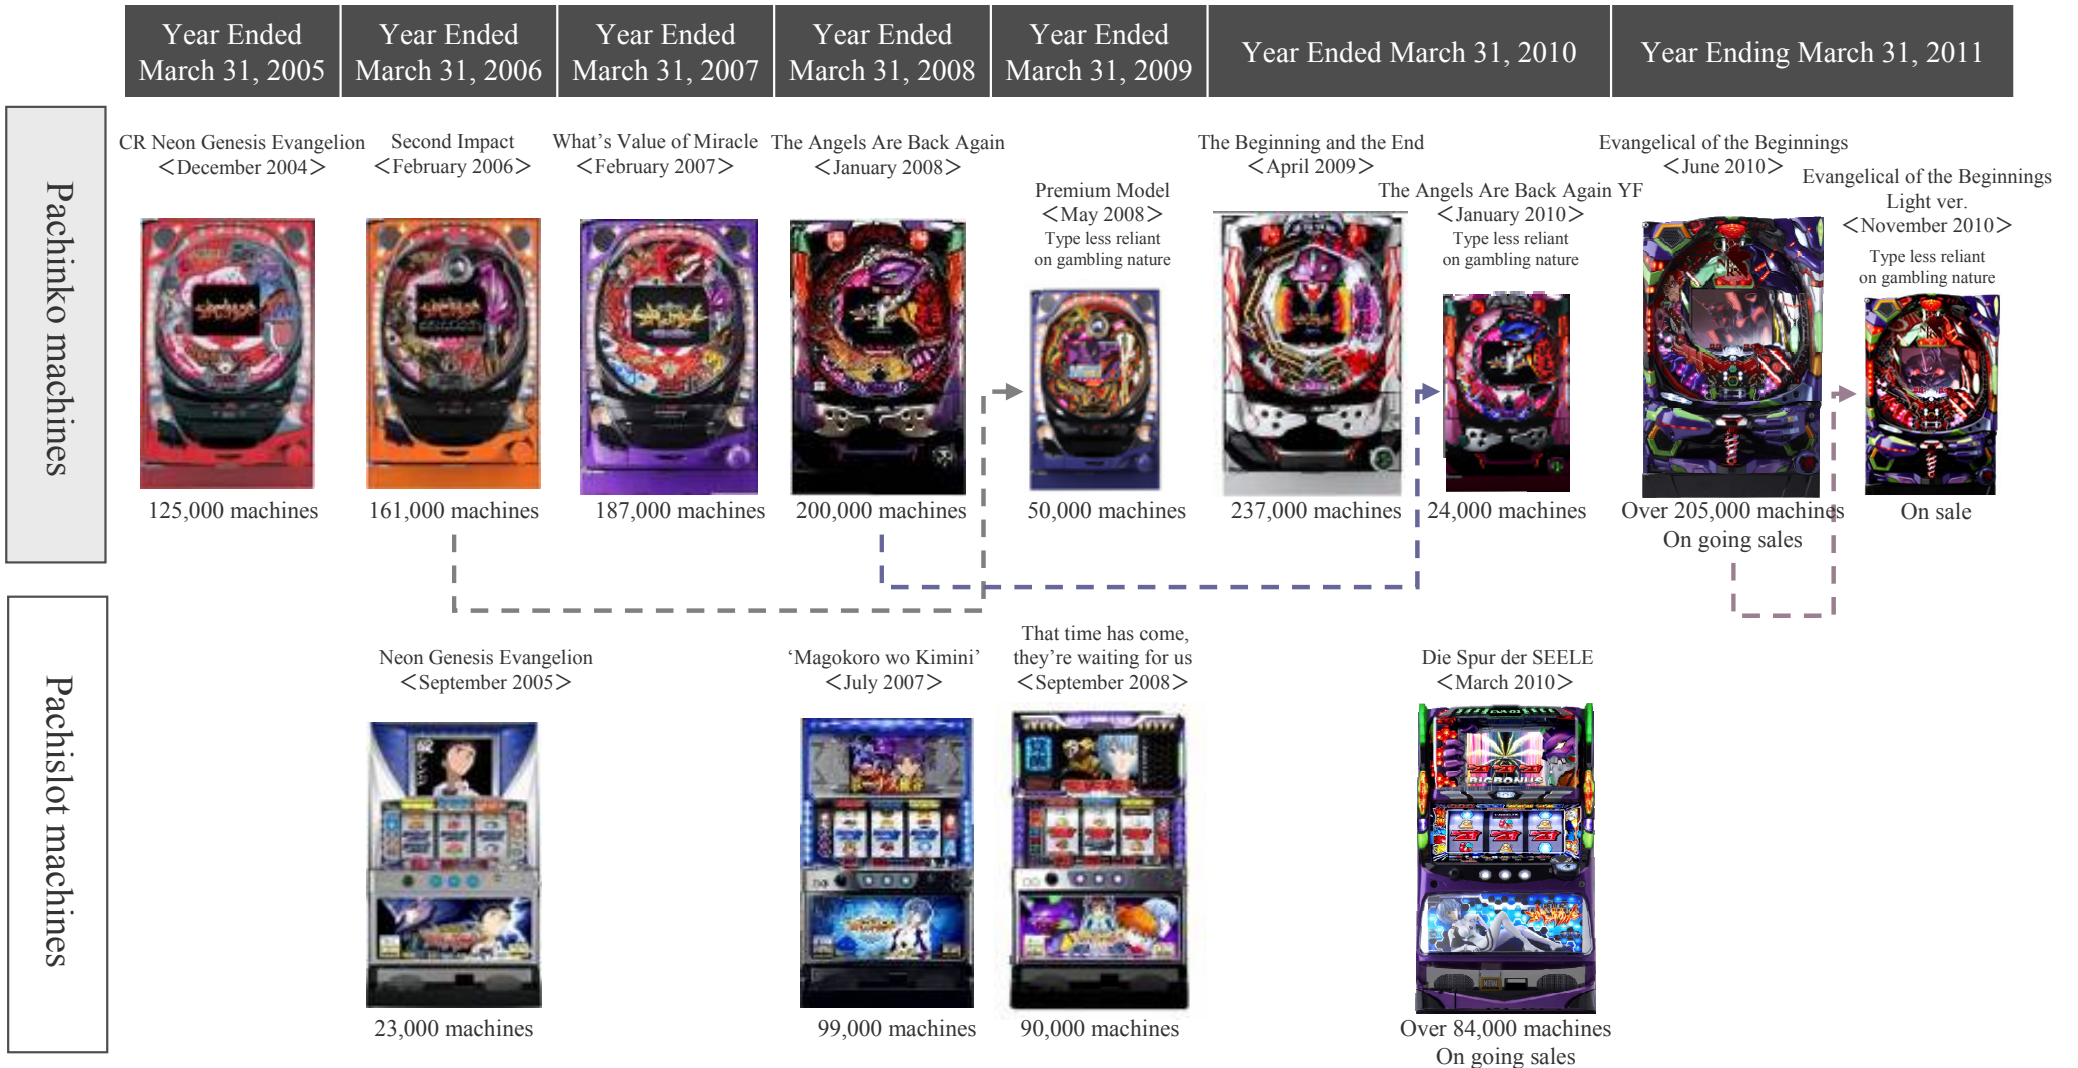 Year Ended
March 31, 2005
Year Ended
March 31, 2006
Year Ended
March 31, 2007
Year Ended
March 31, 2008
Year Ended
March 31, 2009
Year Ended March 31, 2010
Year Ending March 31, 2011
Pachinko machines
CR Neon Genesis Evangelion
<December 2004>
125,000 machines
Second Impact
<February 2006>
161,000 machines
What's Value of Miracle
<February 2007>
187,000 machines
The Angels Are Back Again
<January 2008>
200,000 machines
Premium Model
<May 2008>
Type less reliant
on gambling nature
50,000 machines
The Beginning and the End
<April 2009>
237,000 machines
The Angels Are Back Again YF
<January 2010>
Type less reliant
on gambling nature
24,000 machines
Evangelical of the Beginnings
<June 2010>
Over 205,000 machines
On going sales
Evangelical of the Beginnings
Light ver.
<November 2010>
Type less reliant
on gambling nature
On sale
Pachislot machines
Neon Genesis Evangelion
<September 2005>
23,000 machines
‘Magokoro wo Kimini’
<July 2007>
99,000 machines
That time has come,
they're waiting for us
<September 2008>
90,000 machines
Die Spur der SEELE
<March 2010>
BIGBONUS
Over 84,000 machines
On going sales